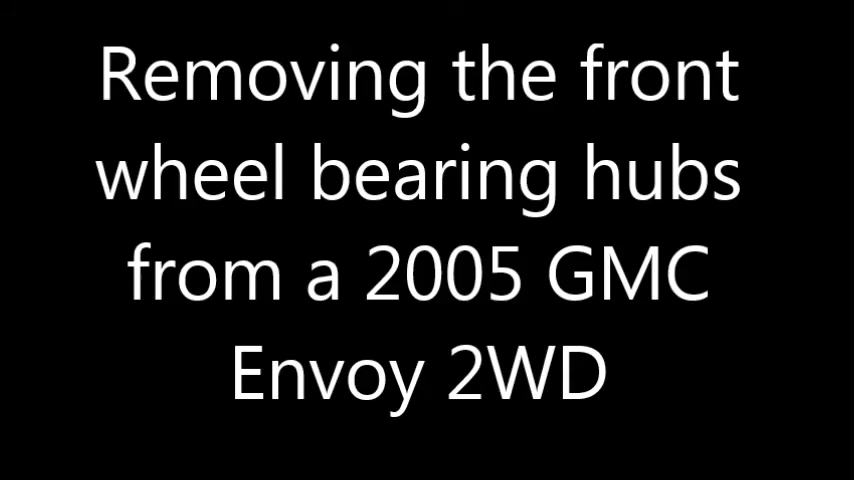 Removing the front
wheel bearing hubs
from a 2005 GMC
Envoy 2WD